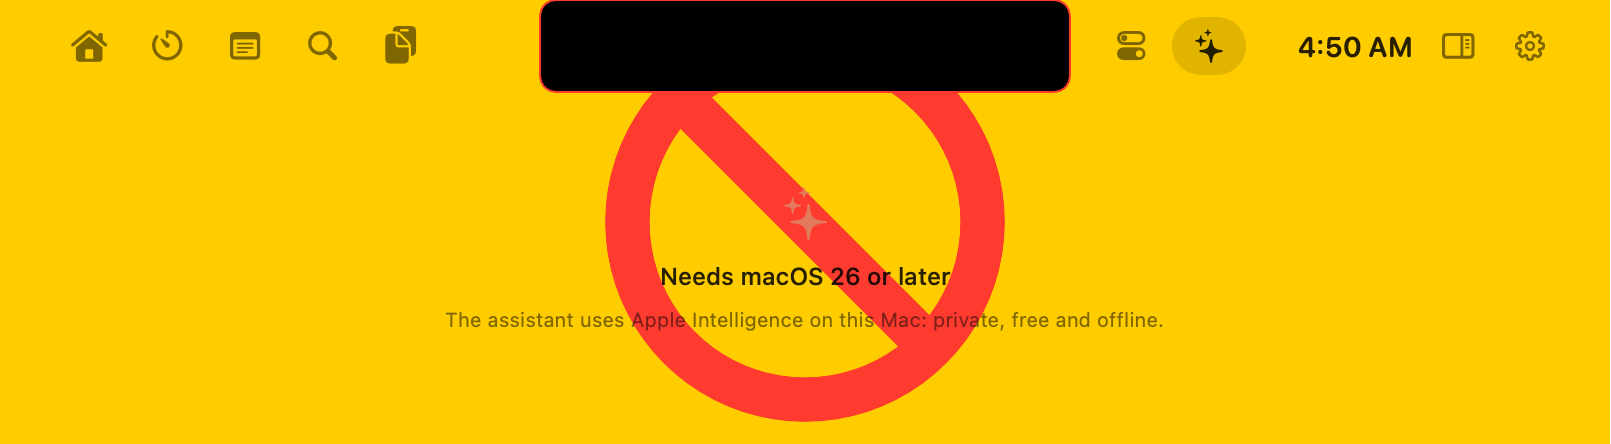 4:50 AM
Needs macOS 26 or later
The assistant uses Apple Intelligence on this Mac: private, free and offline.